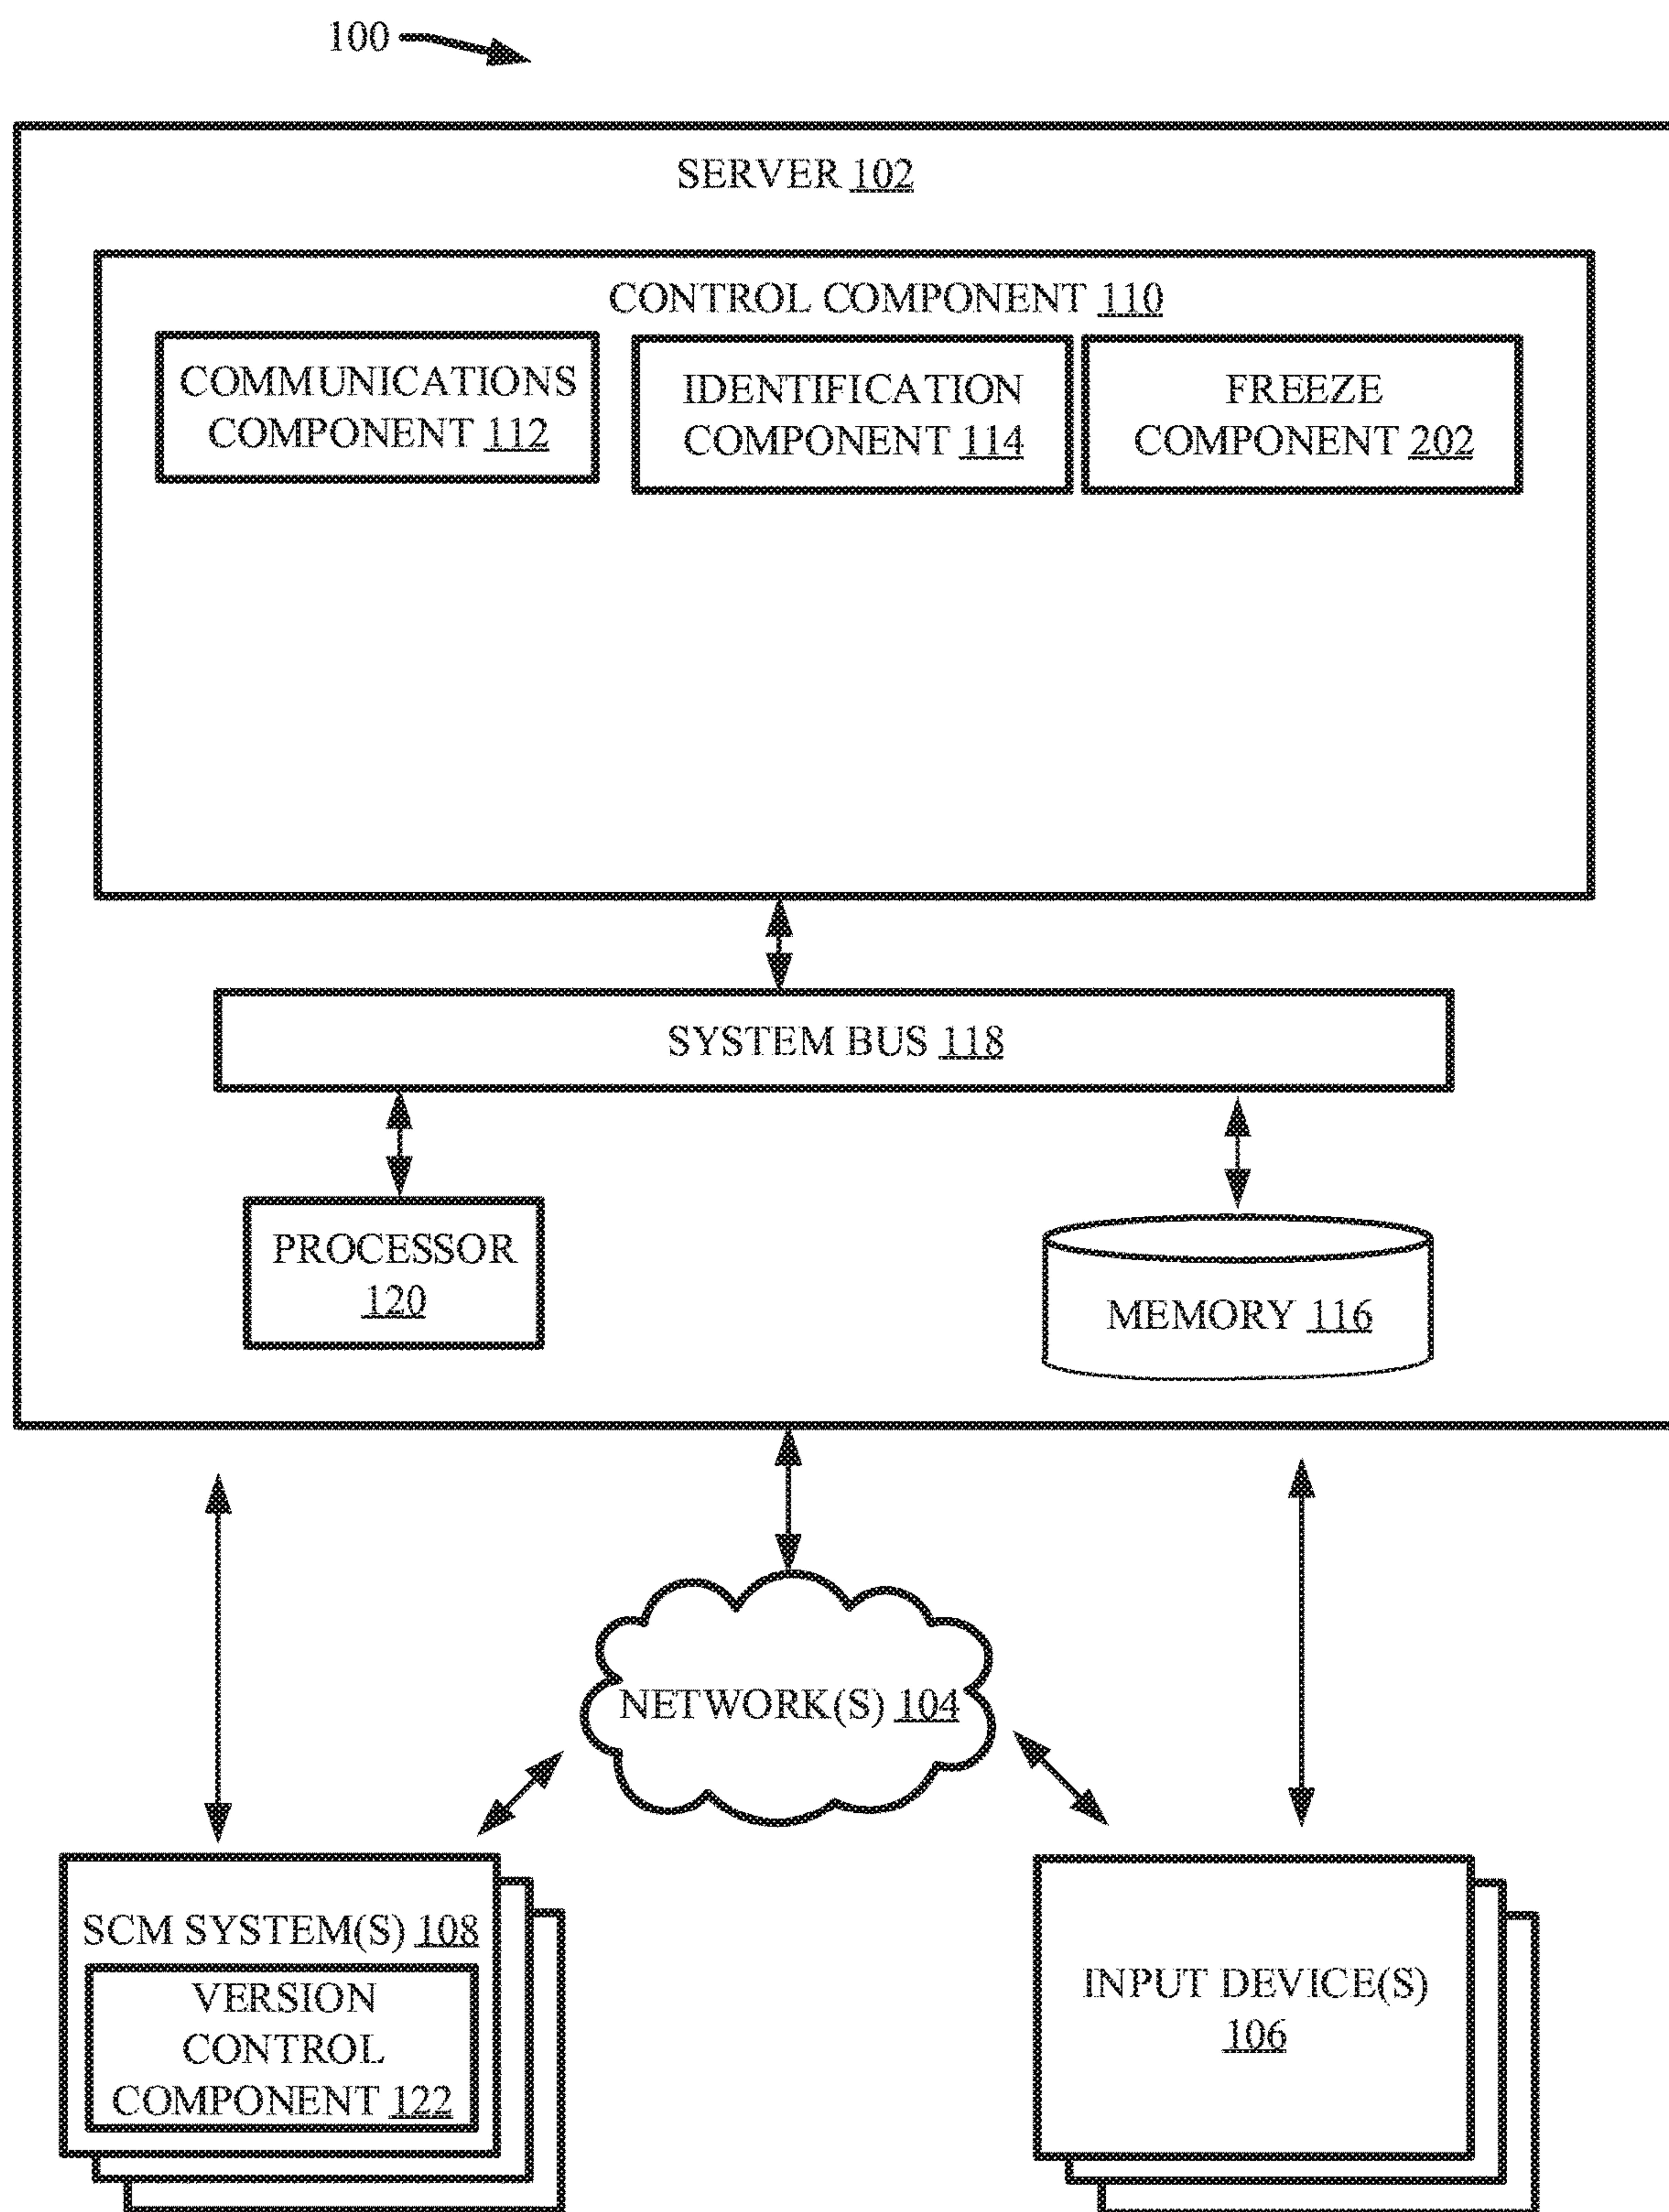 100
SERVER 102
CONTROL COMPONENT 110
COMMUNICATIONS
COMPONENT 112
IDENTIFICATION
COMPONENT 114
FREEZE
COMPONENT 202
SYSTEM BUS 118
PROCESSOR
120
MEMORY 116
NETWORK(S) 104
SCM SYSTEM(S) 108
VERSION
CONTROL
COMPONENT 122
INPUT DEVICE(S)
106